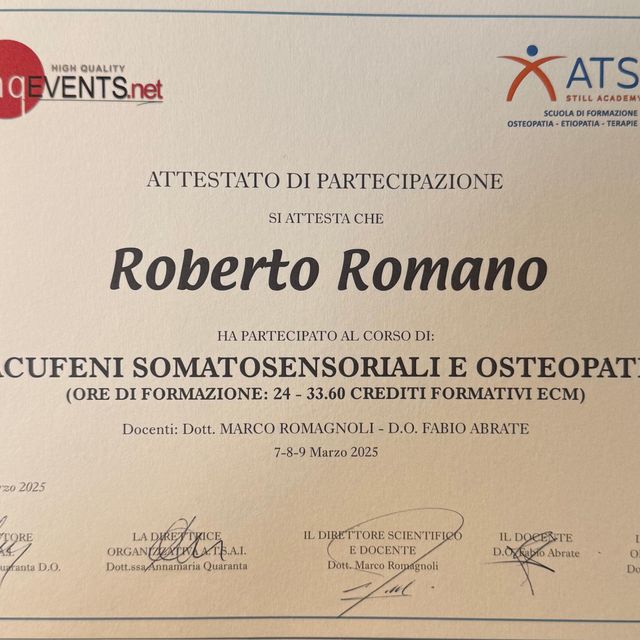 HIGH QUALITY
hqEVENTS.net
ATS
STILL ACADEMY
SCUOLA DI FORMAZIONE
OSTEOPATIA - ETIOPATIA - TERAPIE
ATTESTATO DI PARTECIPAZIONE
SI ATTESTA CHE
Roberto Romano
HA PARTECIPATO AL CORSO DI:
ACUFENI SOMATOSENSORIALI E OSTEOPATI
(ORE DI FORMAZIONE: 24 - 33.60 CREDITI FORMATIVI ECM)
Docenti: Dott. MARCO ROMAGNOLI - D.O. FABIO ABRATE
7-8-9 Marzo 2025
rzo 2025
LA DIRETTRICE
ORGANIZZATIVA A.T.S.A.I.
Dott.ssa Annamaria Quaranta
IL DIRETTORE SCIENTIFICO
E DOCENTE
Dott. Marco Romagnoli
IL DOCENTE
D.O. Fabio Abrate
uaranta D.O.